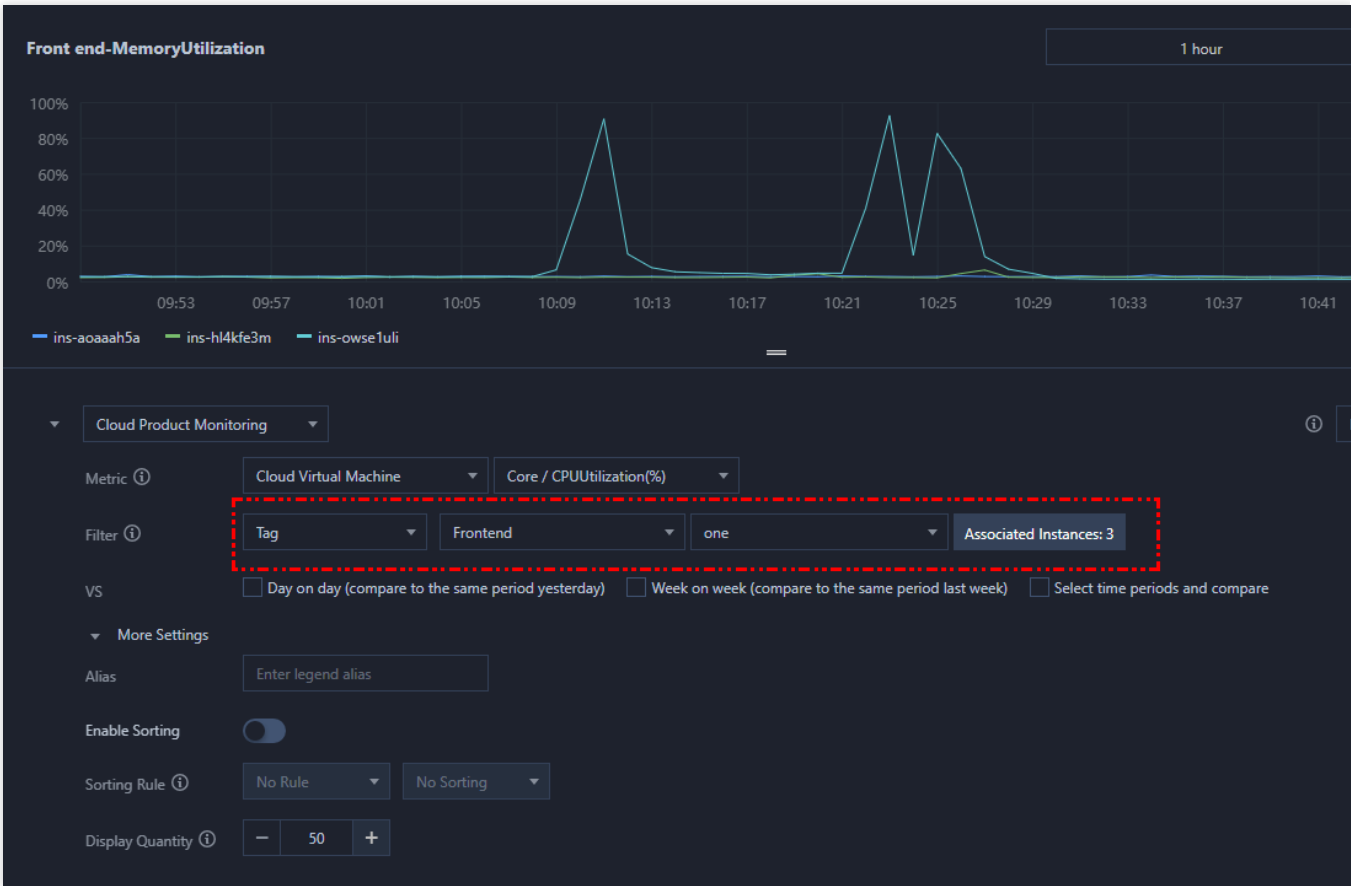 Front end-MemoryUtilization
1 hour
100%
80%
60%
40%
20%
0%
09:53 09:57 10:01 10:05 10:09 10:13 10:17 10:21 10:25 10:29 10:33 10:37 10:41
ins-aoaaah5a ins-hl4kfe3m ins-owse1uli
Cloud Product Monitoring
Metric Cloud Virtual Machine Core / CPUUtilization(%)
Filter Tag Frontend one Associated Instances: 3
VS Day on day (compare to the same period yesterday) Week on week (compare to the same period last week) Select time periods and compare
More Settings
Alias Enter legend alias
Enable Sorting
Sorting Rule No Rule No Sorting
Display Quantity − 50 +